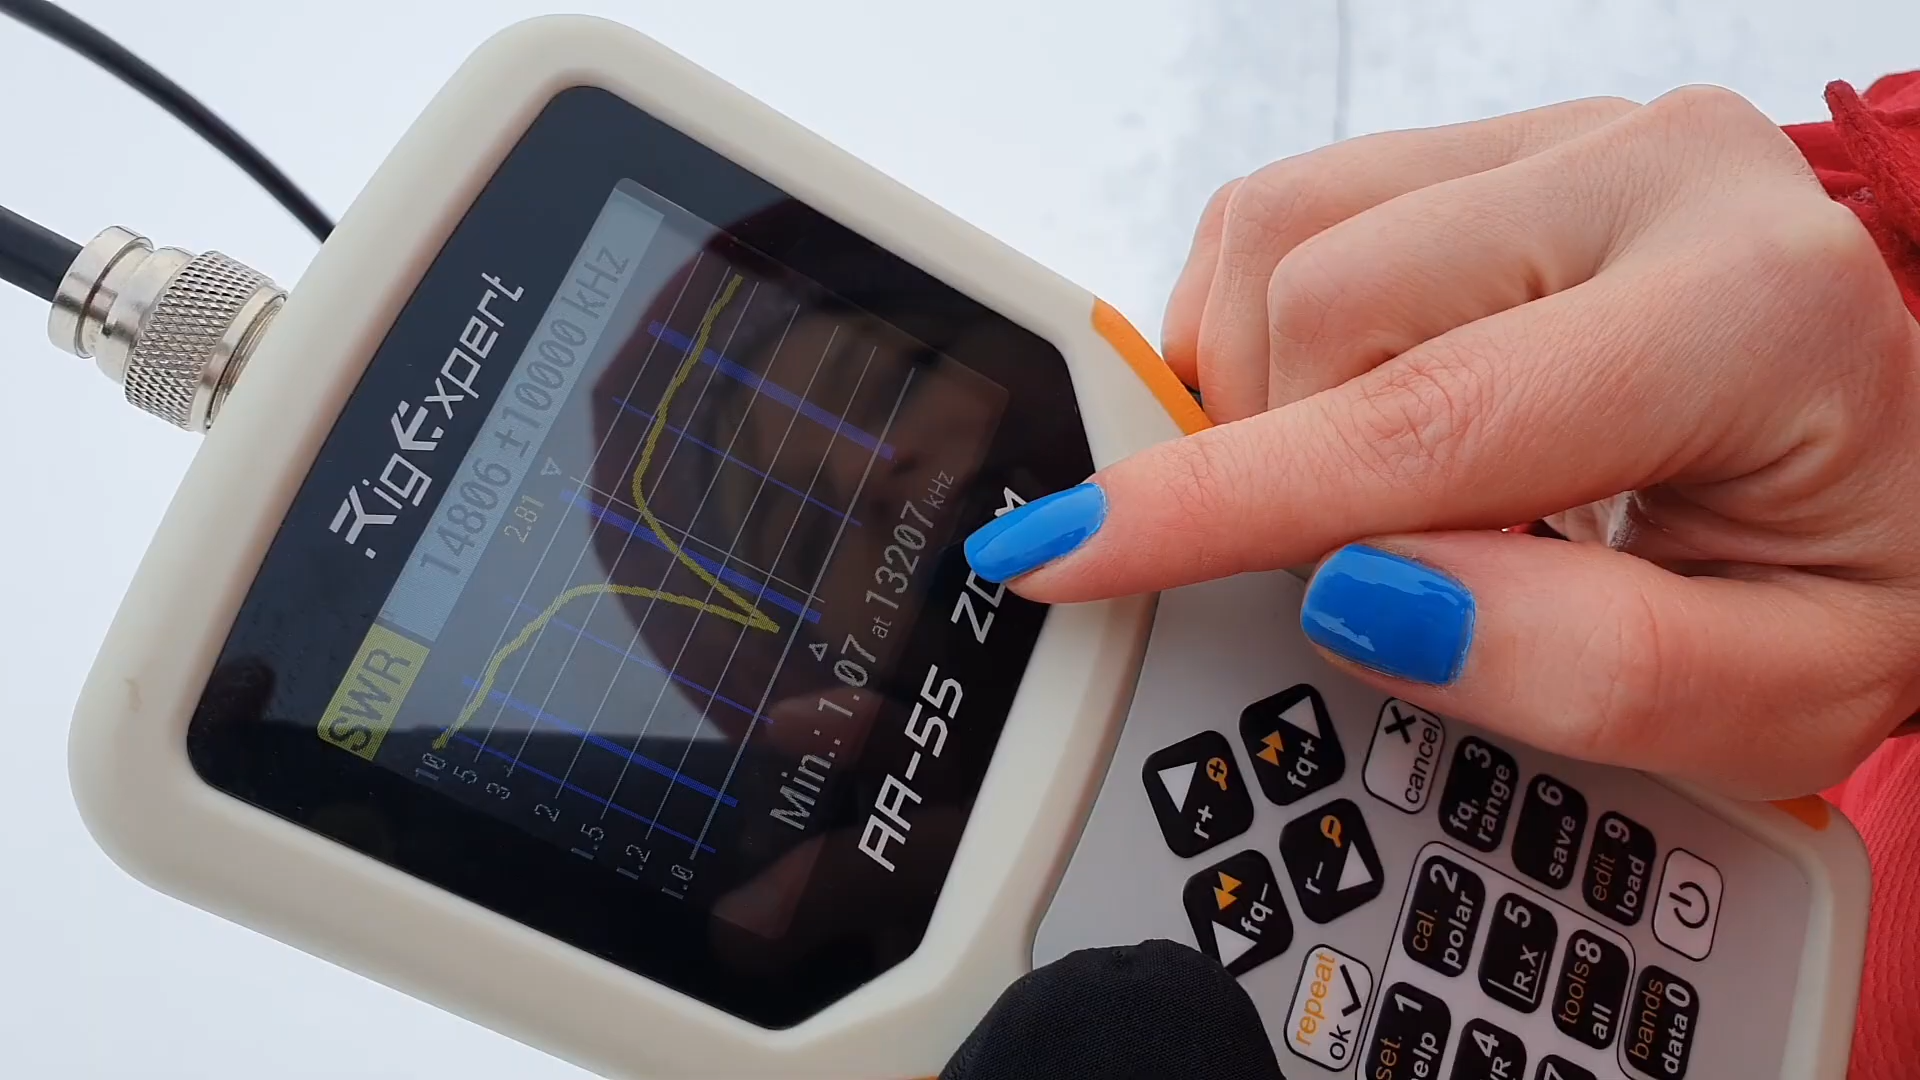 RigExpert
SWR 14806 ±10000 kHz
2.81
10
5
3
2
1.5
1.2
1.0
Min.: 1.07 at 13207 kHz
AA-55
r+
fq+
fq-
r-
cancel
fq, 3
range
6
save
edit 9
load
cal. 2
polar
5
R,x
tools 8
all
bands 0
data
repeat
ok
set. 1
4
7